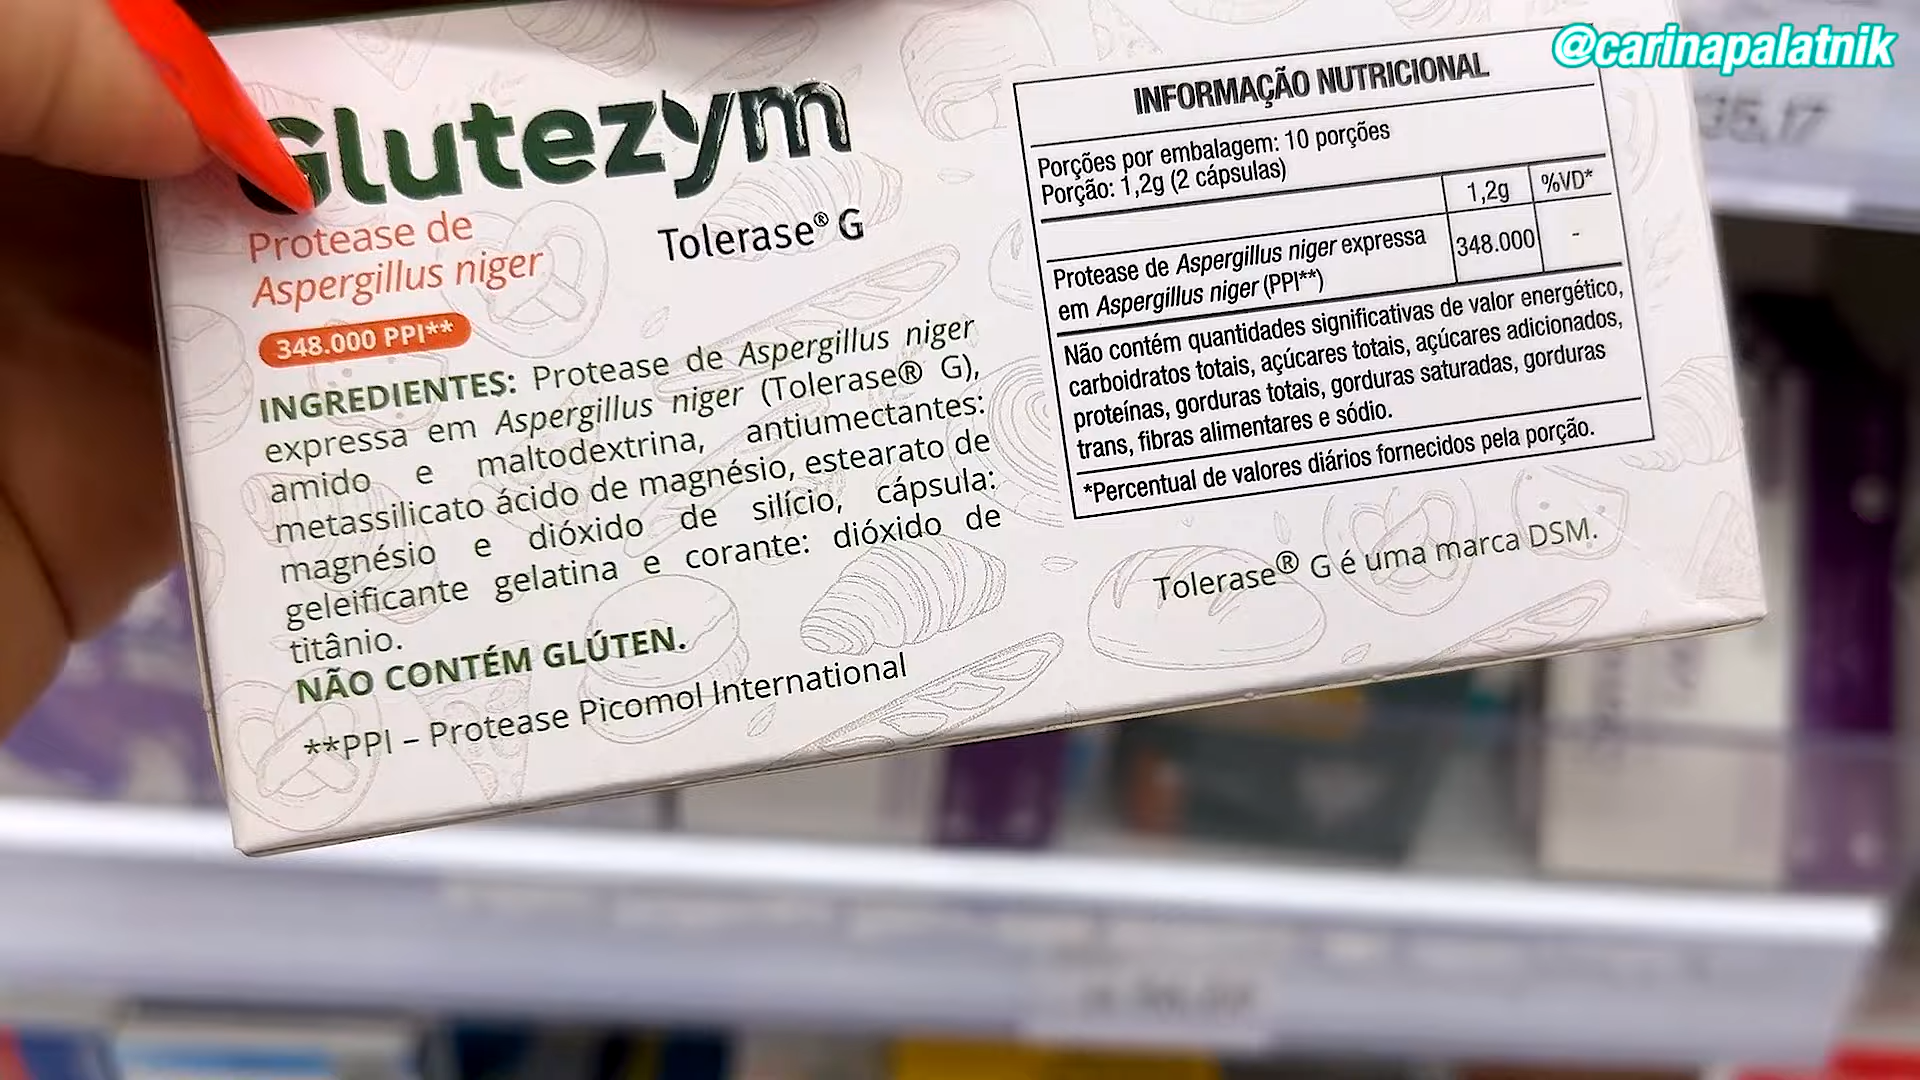 @carinapalatnik
Glutezym
Protease de
Aspergillus niger
Tolerase® G
348.000 PPI**
INGREDIENTES: Protease de Aspergillus niger
expressa em Aspergillus niger (Tolerase® G),
amido e maltodextrina, antiumectantes:
metassilicato ácido de magnésio, estearato de
magnésio e dióxido de silício, cápsula:
geleificante gelatina e corante: dióxido de
titânio.
NÃO CONTÉM GLÚTEN.
**PPI – Protease Picomol International
INFORMAÇÃO NUTRICIONAL
Porções por embalagem: 10 porções
Porção: 1,2g (2 cápsulas)
1,2g %VD*
Protease de Aspergillus niger expressa
em Aspergillus niger (PPI**)
348.000 -
Não contém quantidades significativas de valor energético,
carboidratos totais, açúcares totais, açúcares adicionados,
proteínas, gorduras totais, gorduras saturadas, gorduras
trans, fibras alimentares e sódio.
*Percentual de valores diários fornecidos pela porção.
Tolerase® G é uma marca DSM.
35,17